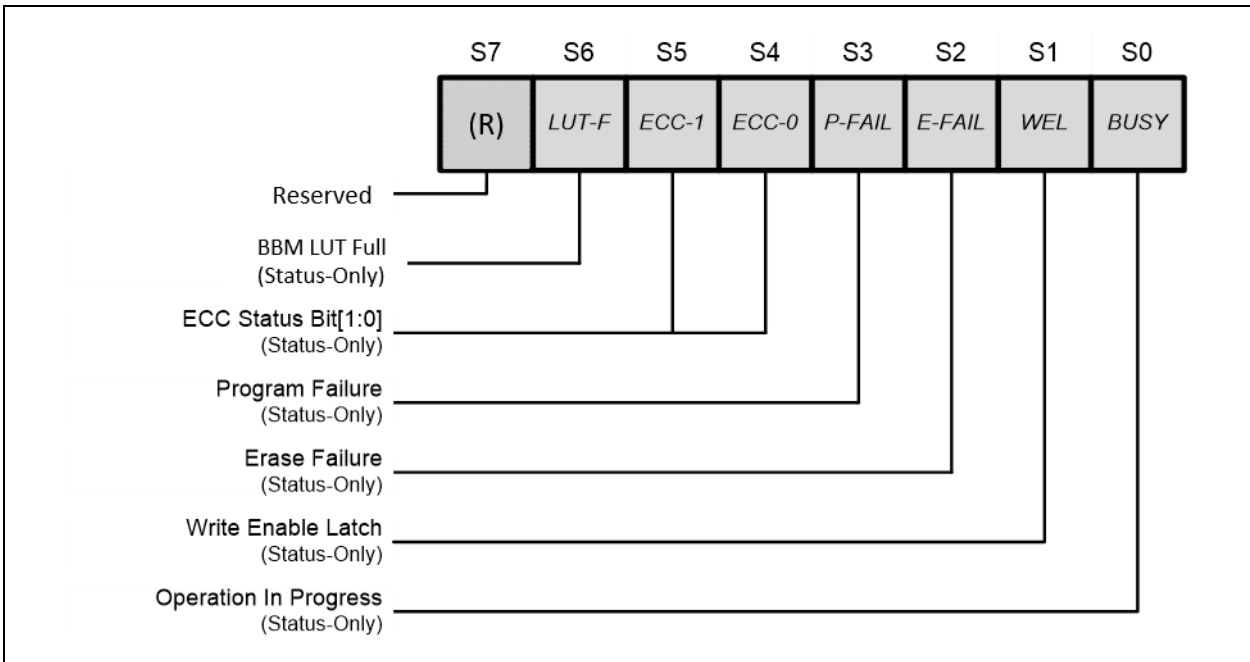 S7 S6 S5 S4 S3 S2 S1 S0
(R) LUT-F ECC-1 ECC-0 P-FAIL E-FAIL WEL BUSY
Reserved
BBM LUT Full
(Status-Only)
ECC Status Bit[1:0]
(Status-Only)
Program Failure
(Status-Only)
Erase Failure
(Status-Only)
Write Enable Latch
(Status-Only)
Operation In Progress
(Status-Only)